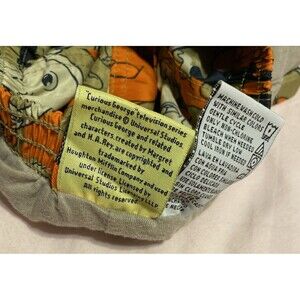 "Curious George" television series
merchandise © Universal Studios
Curious George and related
characters, created by Margret
and H. A. Rey, are copyrighted and
trademarked by
Houghton Mifflin Company and used
under license. Licensed by
Universal Studios Licensing LLLP.
All rights reserved.
MACHINE WASH COLD
WITH SIMILAR COLORS
GENTLE CYCLE
NON-CHLORINE
BLEACH WHEN NEEDED
TUMBLE DRY LOW
COOL IRON IF NEEDED